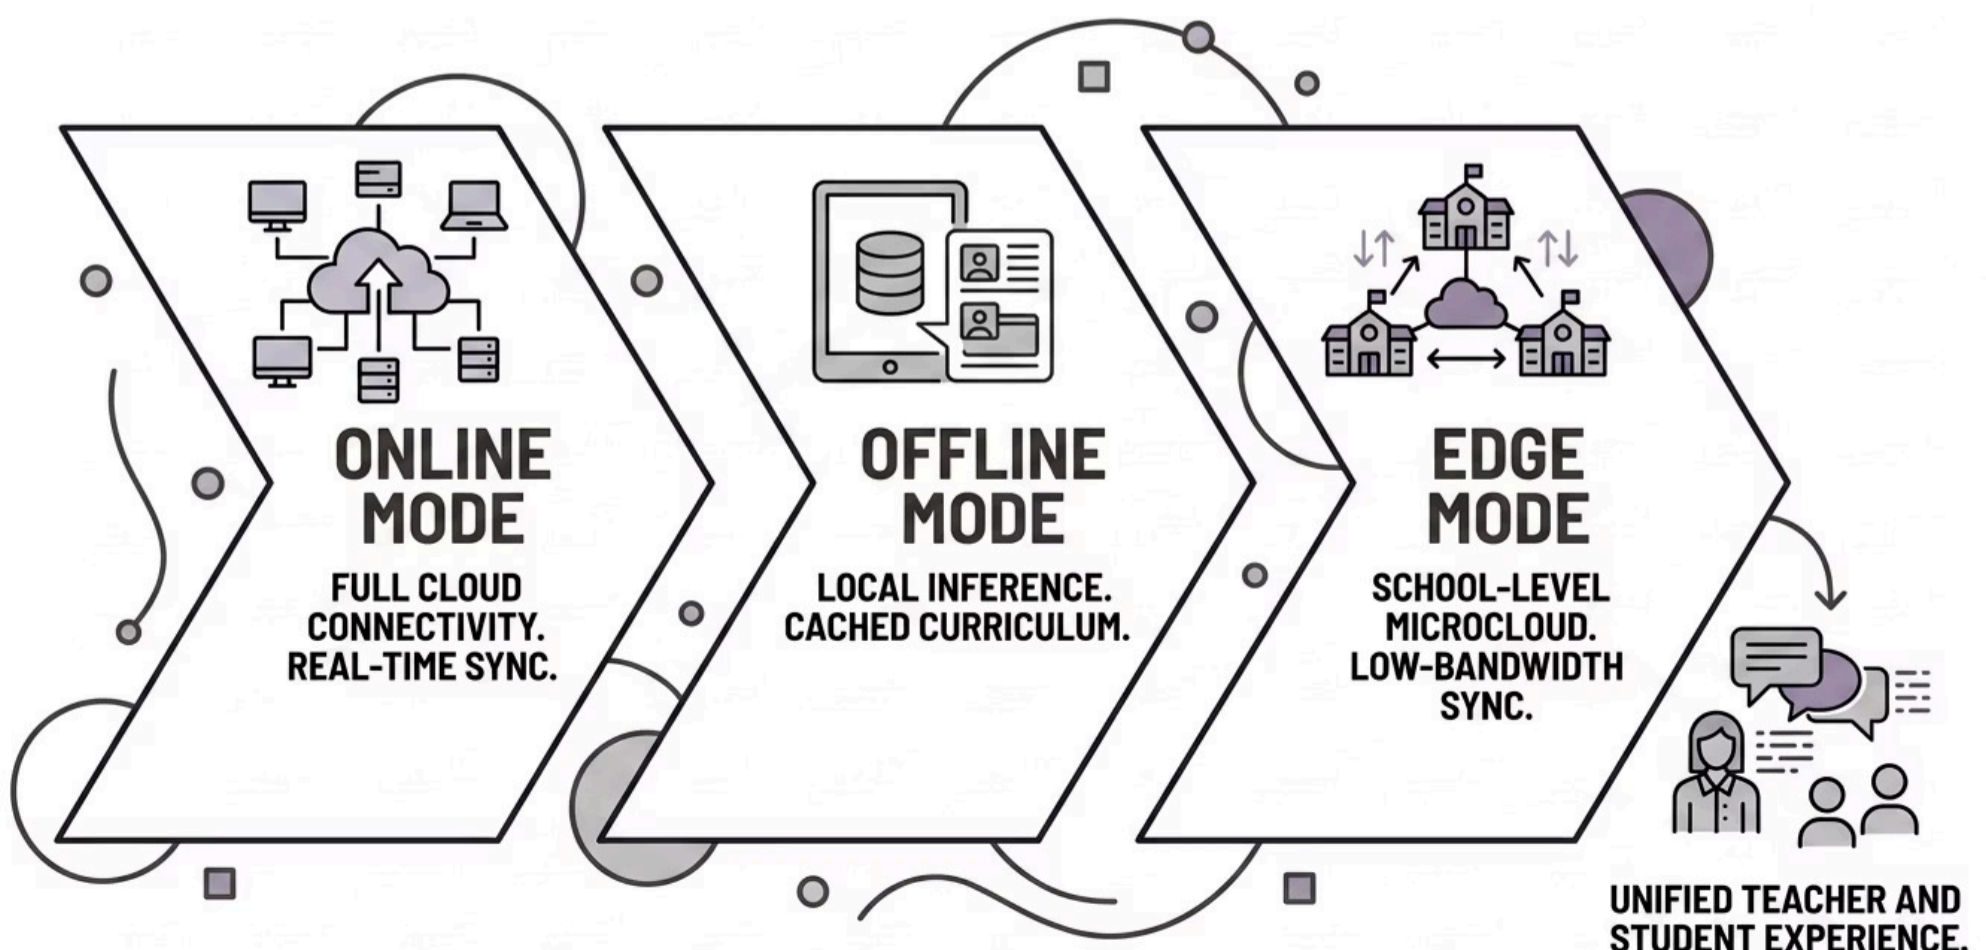 ONLINE
MODE
FULL CLOUD
CONNECTIVITY.
REAL-TIME SYNC.
OFFLINE
MODE
LOCAL INFERENCE.
CACHED CURRICULUM.
EDGE
MODE
SCHOOL-LEVEL
MICROCLOUD.
LOW-BANDWIDTH
SYNC.
UNIFIED TEACHER AND
STUDENT EXPERIENCE.